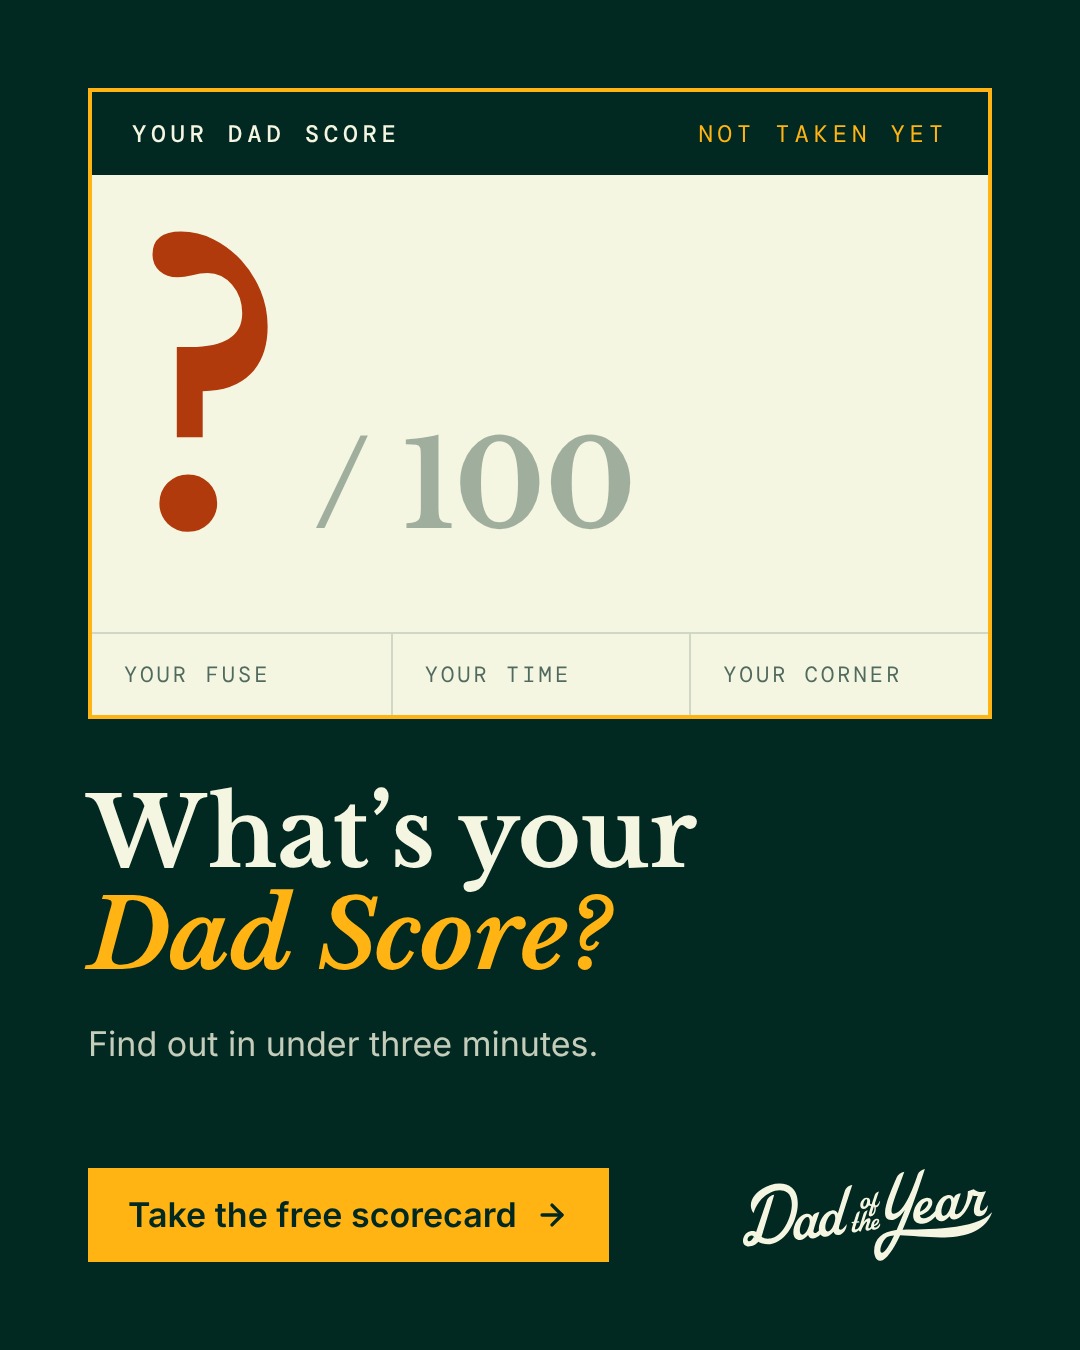 YOUR DAD SCORE
NOT TAKEN YET
? / 100
YOUR FUSE
YOUR TIME
YOUR CORNER
What’s your
Dad Score?
Find out in under three minutes.
Take the free scorecard →
Dad of the Year